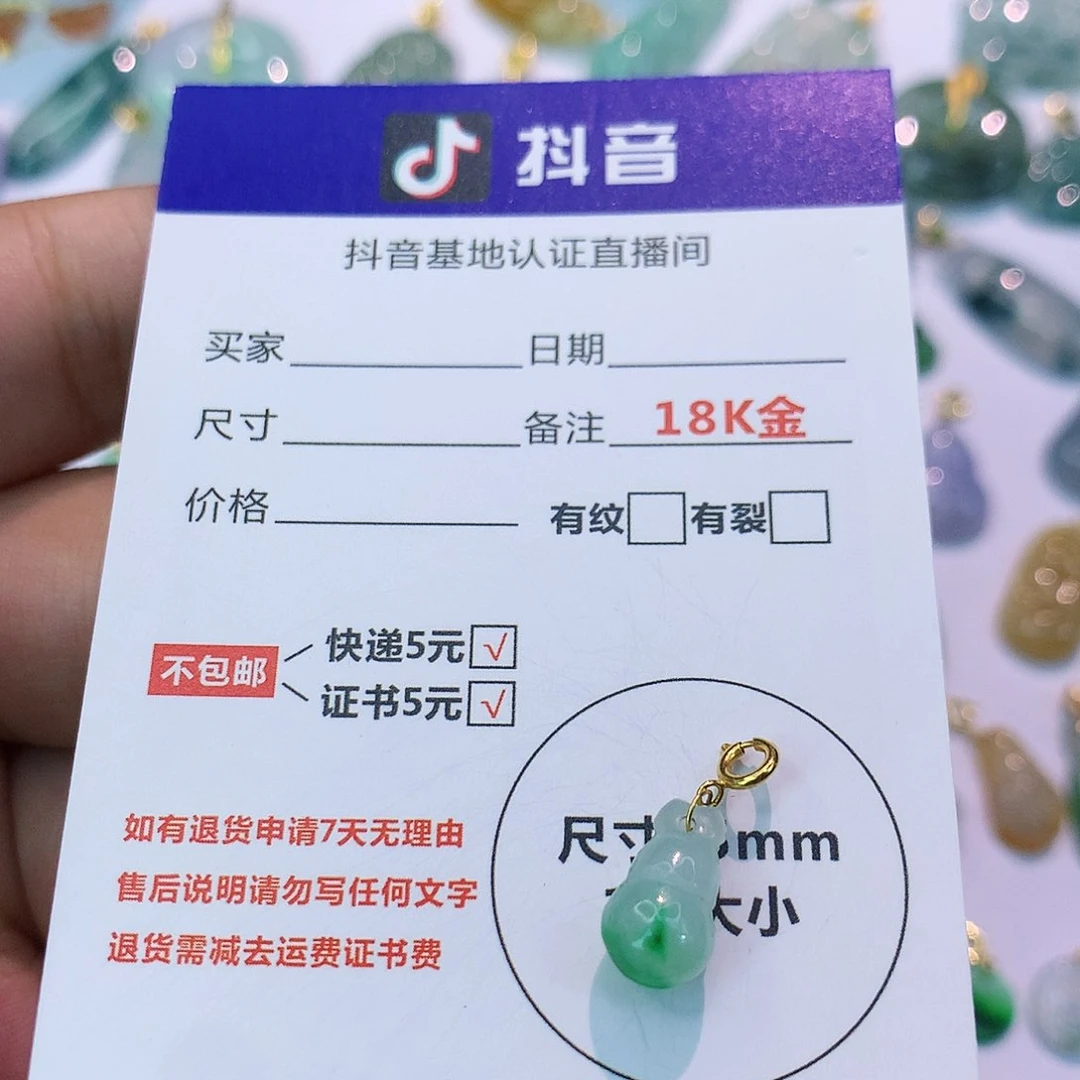 抖音
抖音基地认证直播间
买家 日期
尺寸 备注 18K金
价格 有纹 有裂
不包邮
快递5元 √
证书5元 √
如有退货申请7天无理由
售后说明请勿写任何文字
退货需减去运费证书费
尺寸 mm
大小